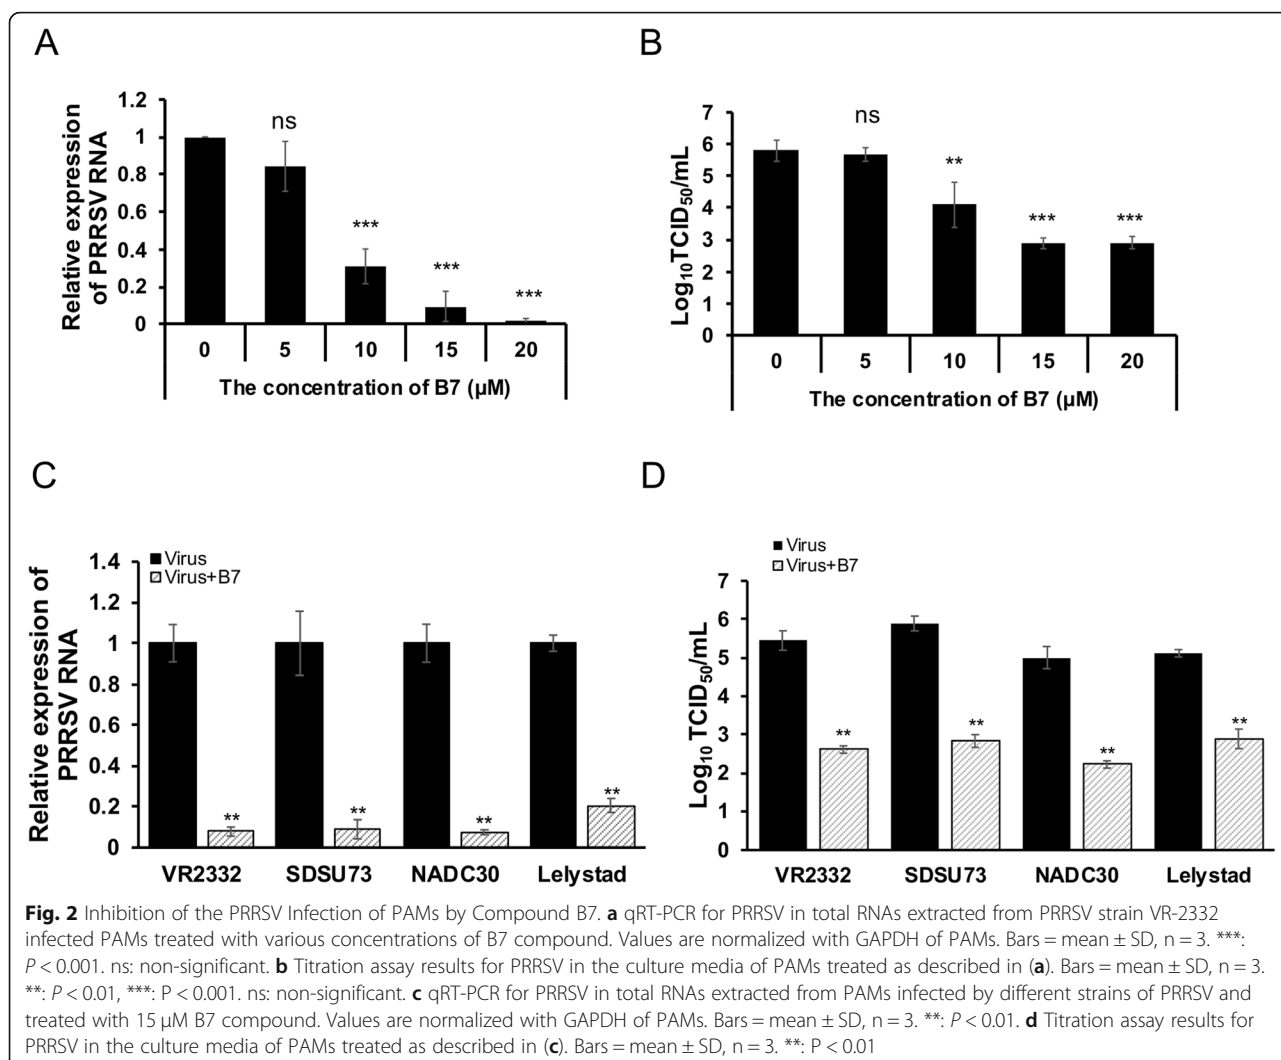 A
Relative expression
of PRRSV RNA
1.2
1
0.8
0.6
0.4
0.2
0
ns
***
***
***
0 5 10 15 20
The concentration of B7 (µM)
B
Log₁₀TCID₅₀/mL
7
6
5
4
3
2
1
0
ns
**
***
***
0 5 10 15 20
The concentration of B7 (µM)
C
Relative expression of
PRRSV RNA
1.4
1.2
1
0.8
0.6
0.4
0.2
0
Virus
Virus+B7
**
**
**
**
VR2332 SDSU73 NADC30 Lelystad
D
Log₁₀ TCID₅₀/mL
7
6
5
4
3
2
1
0
Virus
Virus+B7
**
**
**
**
VR2332 SDSU73 NADC30 Lelystad
Fig. 2 Inhibition of the PRRSV Infection of PAMs by Compound B7. a qRT-PCR for PRRSV in total RNAs extracted from PRRSV strain VR-2332
infected PAMs treated with various concentrations of B7 compound. Values are normalized with GAPDH of PAMs. Bars = mean ± SD, n = 3. ***:
P < 0.001. ns: non-significant. b Titration assay results for PRRSV in the culture media of PAMs treated as described in (a). Bars = mean ± SD, n = 3.
**: P < 0.01, ***: P < 0.001. ns: non-significant. c qRT-PCR for PRRSV in total RNAs extracted from PAMs infected by different strains of PRRSV and
treated with 15 µM B7 compound. Values are normalized with GAPDH of PAMs. Bars = mean ± SD, n = 3. **: P < 0.01. d Titration assay results for
PRRSV in the culture media of PAMs treated as described in (c). Bars = mean ± SD, n = 3. **: P < 0.01